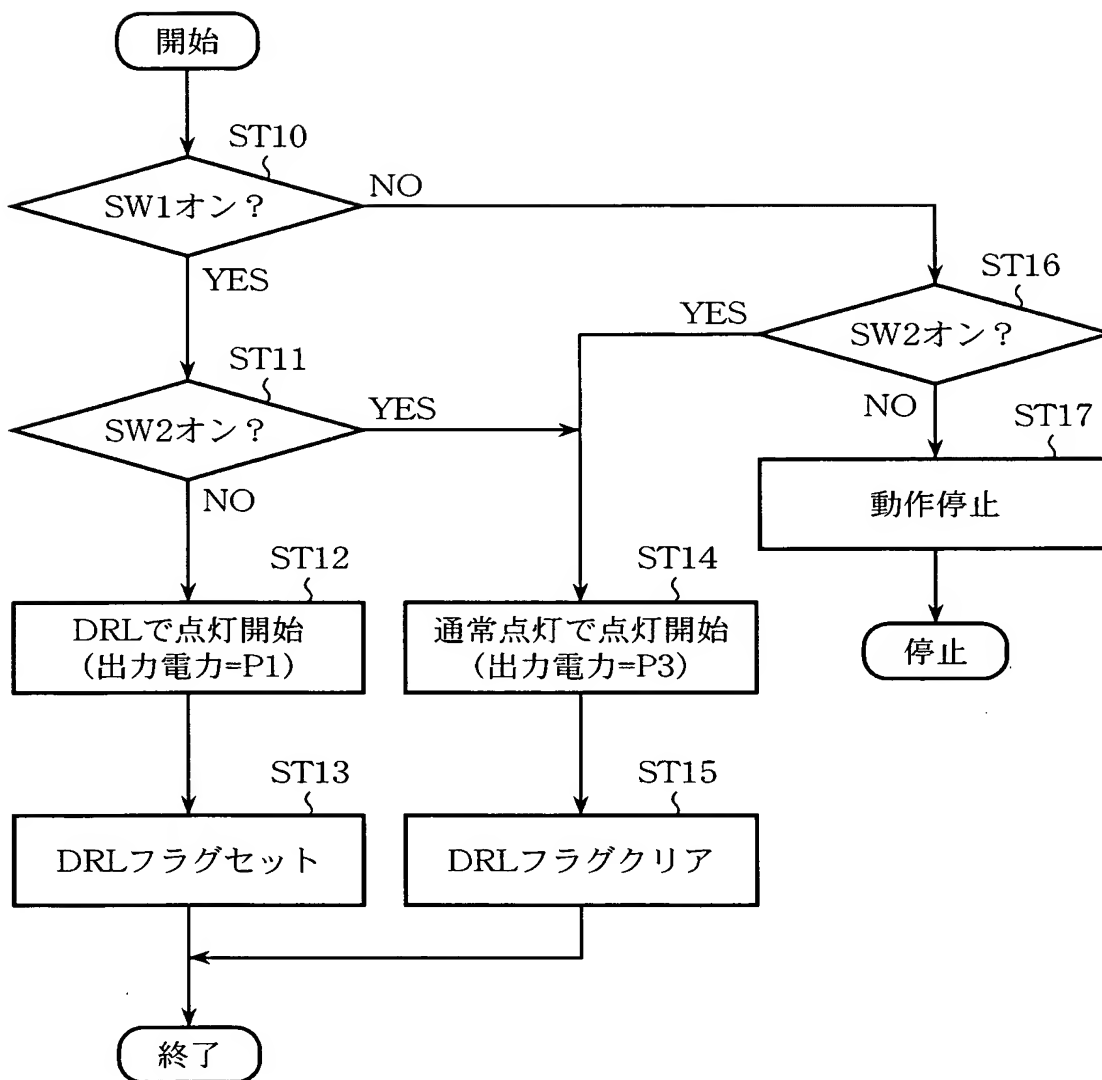 開始
ST10
SW1オン？
NO
YES
ST16
SW2オン？
YES
NO
ST11
SW2オン？
YES
NO
ST17
動作停止
停止
ST12
DRLで点灯開始
(出力電力=P1)
ST14
通常点灯で点灯開始
(出力電力=P3)
ST13
DRLフラグセット
ST15
DRLフラグクリア
終了